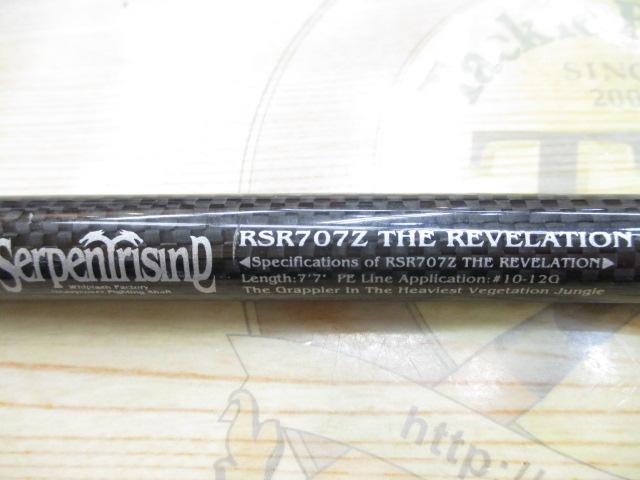 SINC
200
SerpenTrising
Whiplash Factory
RSR707Z THE REVELATION
◀Specifications of RSR707Z THE REVELATION▶
Length:7'7" PE Line Application:#10-12G
The Grappler In The Heaviest Vegetation Jungle
http:/